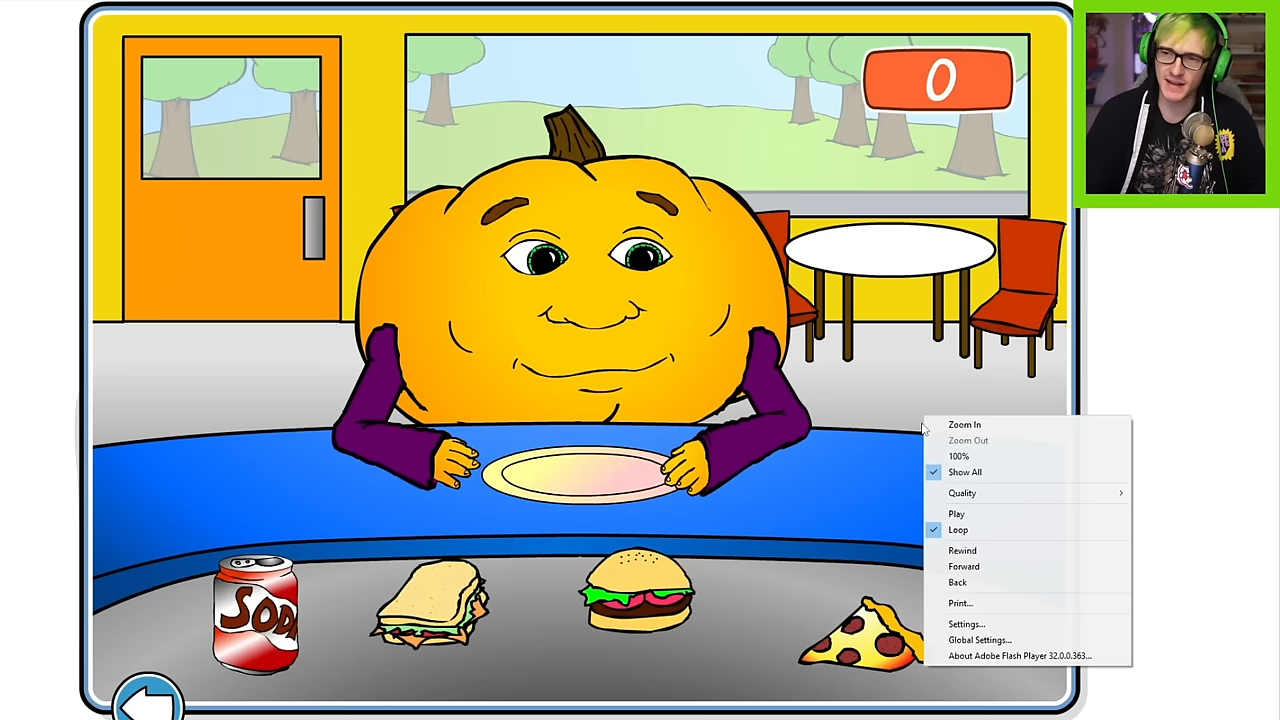 0
Zoom In
Zoom Out
100%
Show All
Quality
Play
Loop
Rewind
Forward
Back
Print...
Settings...
Global Settings...
About Adobe Flash Player 32.0.0.363...
SODA